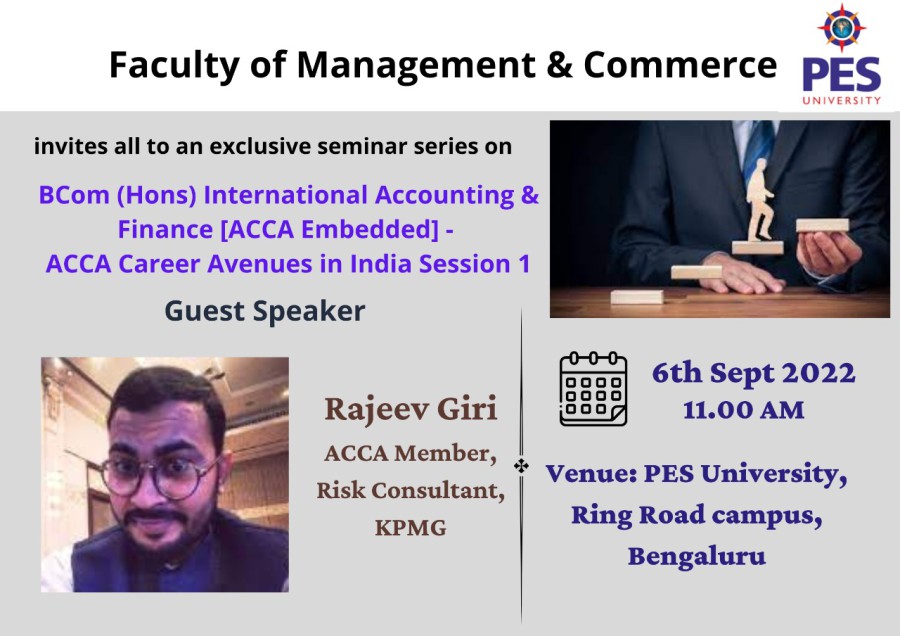 Faculty of Management & Commerce
PES
UNIVERSITY
invites all to an exclusive seminar series on
BCom (Hons) International Accounting &
Finance [ACCA Embedded] -
ACCA Career Avenues in India Session 1
Guest Speaker
Rajeev Giri
ACCA Member,
Risk Consultant,
KPMG
6th Sept 2022
11.00 AM
Venue: PES University,
Ring Road campus,
Bengaluru